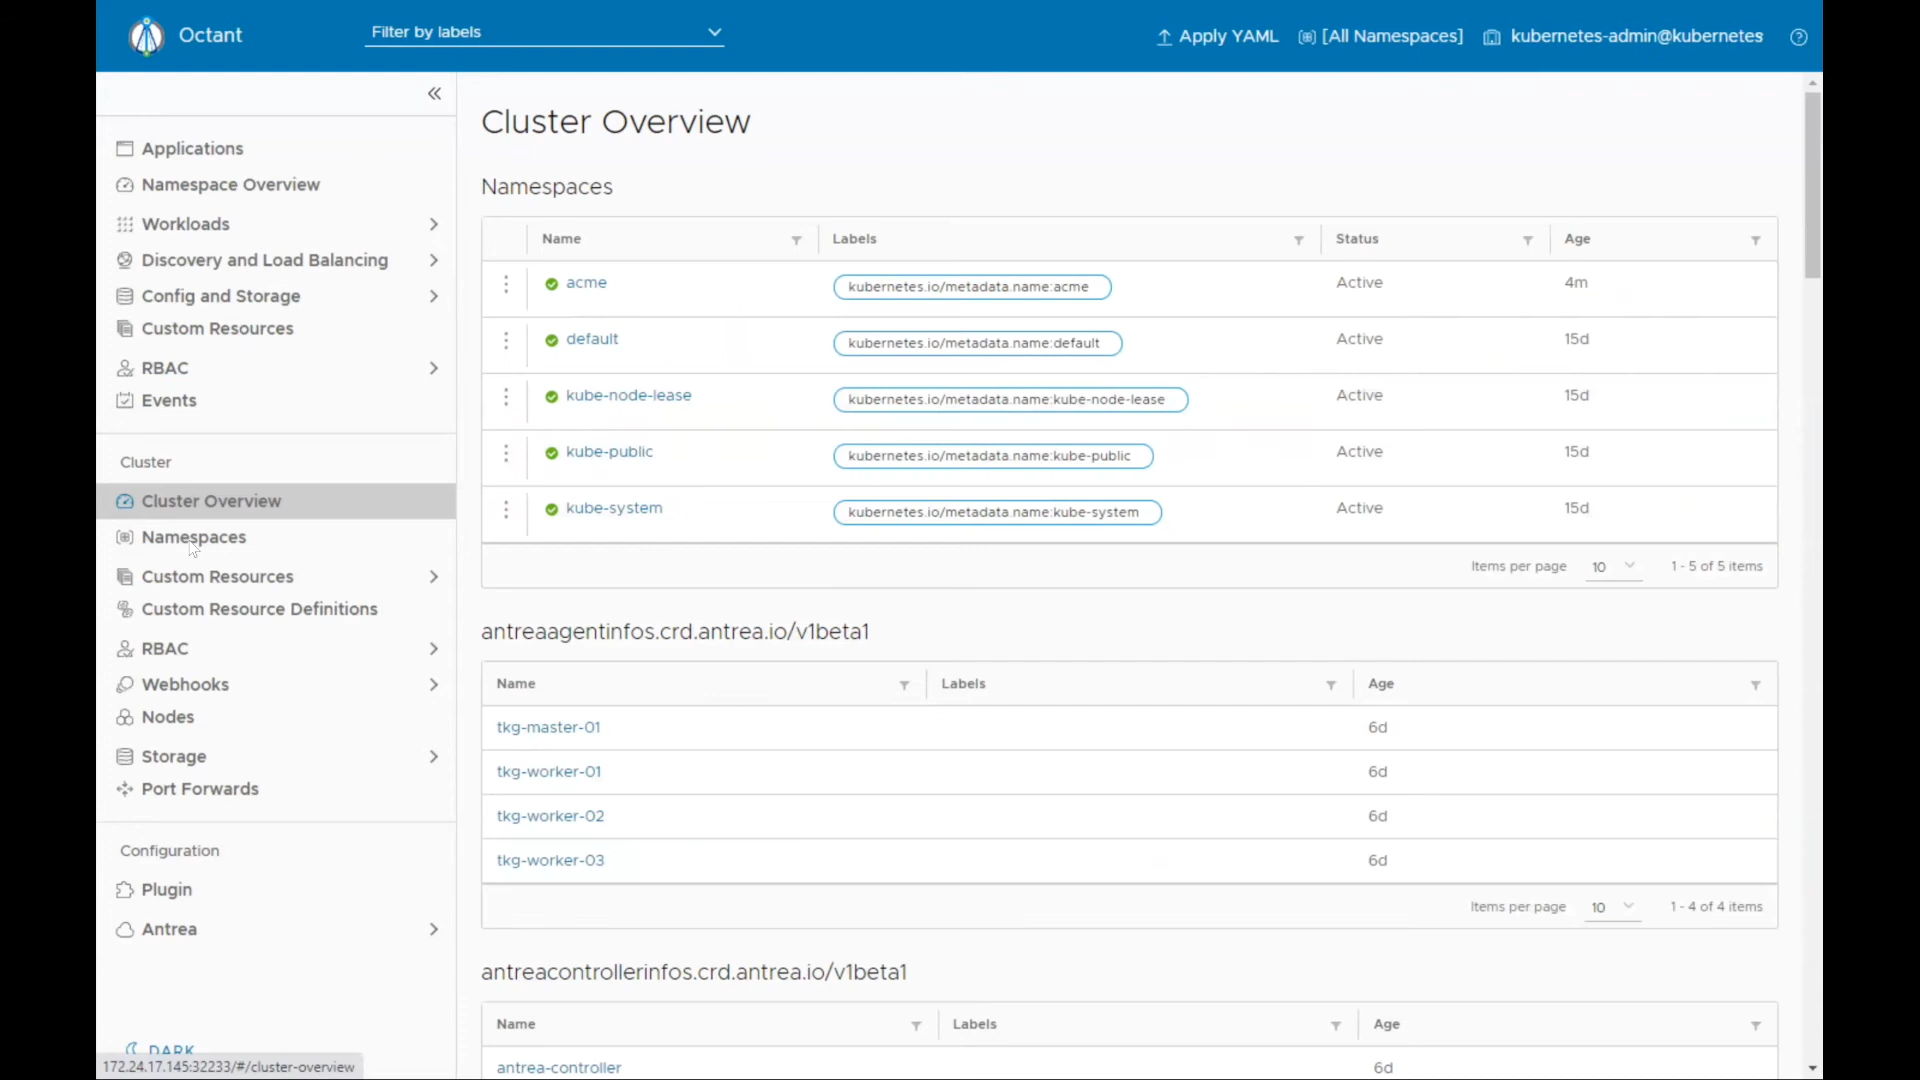 Octant
Filter by labels
Apply YAML
[All Namespaces]
kubernetes-admin@kubernetes
Applications
Namespace Overview
Workloads
Discovery and Load Balancing
Config and Storage
Custom Resources
RBAC
Events
Cluster
Cluster Overview
Namespaces
Custom Resources
Custom Resource Definitions
RBAC
Webhooks
Nodes
Storage
Port Forwards
Configuration
Plugin
Antrea
DARK
172.24.17.145:32233/#/cluster-overview
Cluster Overview
Namespaces
Name Labels Status Age
acme kubernetes.io/metadata.name:acme Active 4m
default kubernetes.io/metadata.name:default Active 15d
kube-node-lease kubernetes.io/metadata.name:kube-node-lease Active 15d
kube-public kubernetes.io/metadata.name:kube-public Active 15d
kube-system kubernetes.io/metadata.name:kube-system Active 15d
Items per page 10 1 - 5 of 5 items
antreaagentinfos.crd.antrea.io/v1beta1
Name Labels Age
tkg-master-01 6d
tkg-worker-01 6d
tkg-worker-02 6d
tkg-worker-03 6d
Items per page 10 1 - 4 of 4 items
antreacontrollerinfos.crd.antrea.io/v1beta1
Name Labels Age
antrea-controller 6d